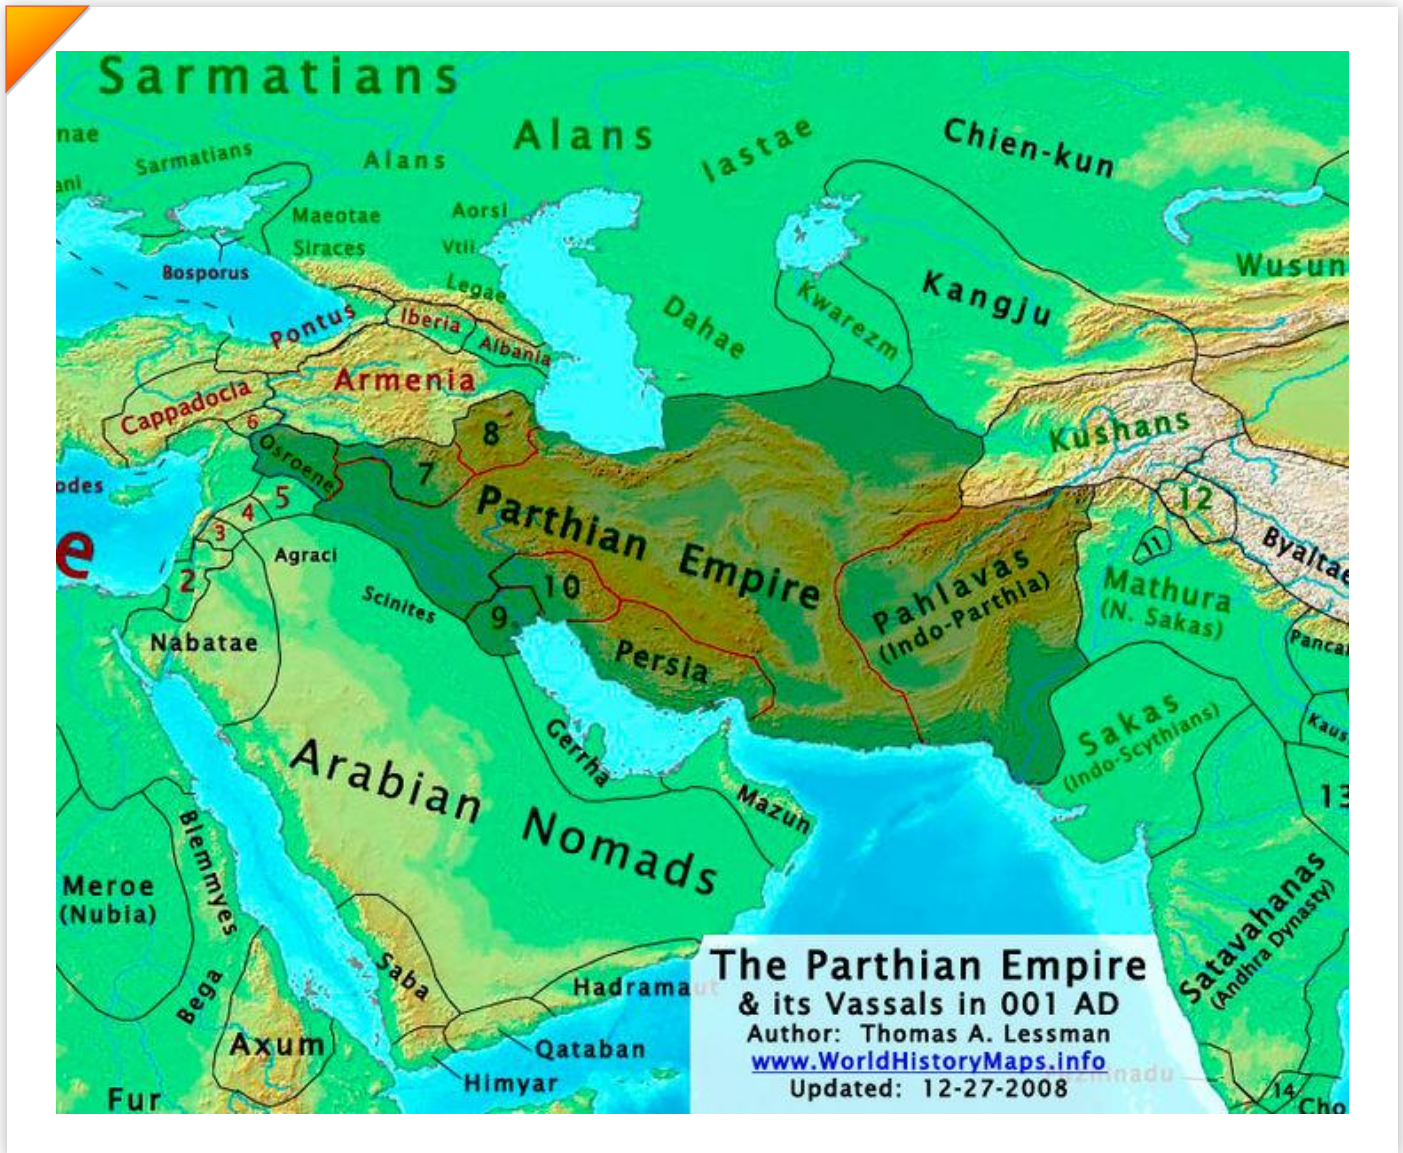 Sarmatians
nae
Sarmatians
ani
Alans
Alans
Iastae
Chien-kun
Maeotae
Siraces
Aorsi
Vtii
Legae
Bosporus
Wusun
Kangju
Kwarezm
Dahae
Pontus
Iberia
Albania
Armenia
Cappadocia
6
Osroene
8
7
Kushans
12
odes
5
4
3
e
2
Agraci
Scinites
Parthian Empire
10
9
Persia
Pahlavas
(Indo-Parthia)
11
Byaltae
Mathura
(N. Sakas)
Panca
Nabatae
Kaus
Sakas
(Indo-Scythians)
13
Gerrha
Mazun
Arabian Nomads
Blemmyes
Meroe
(Nubia)
Satavahanas
(Andhra Dynasty)
Bega
Saba
Hadramaut
Axum
Qataban
Himyar
Fur
The Parthian Empire
& its Vassals in 001 AD
Author: Thomas A. Lessman
www.WorldHistoryMaps.info
Updated: 12-27-2008
14
Cho